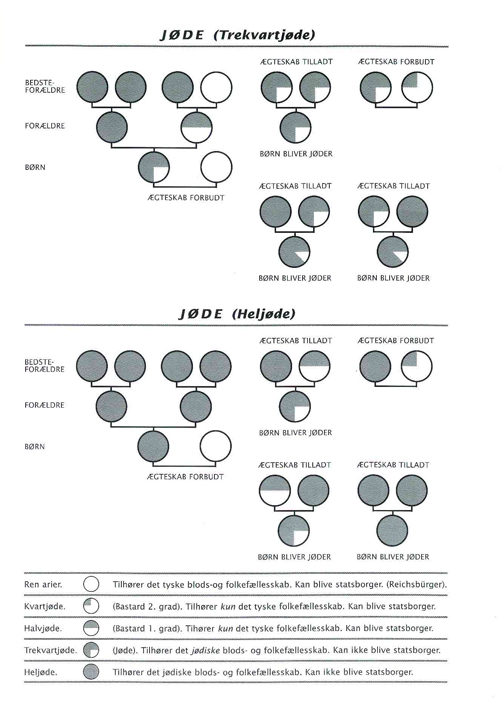 JØDE (Trekvartjøde)
BEDSTE-
FORÆLDRE
FORÆLDRE
BØRN
ÆGTESKAB FORBUDT
ÆGTESKAB TILLADT
BØRN BLIVER JØDER
ÆGTESKAB FORBUDT
ÆGTESKAB TILLADT
BØRN BLIVER JØDER
ÆGTESKAB TILLADT
BØRN BLIVER JØDER
JØDE (Heljøde)
BEDSTE-
FORÆLDRE
FORÆLDRE
BØRN
ÆGTESKAB FORBUDT
ÆGTESKAB TILLADT
BØRN BLIVER JØDER
ÆGTESKAB FORBUDT
ÆGTESKAB TILLADT
BØRN BLIVER JØDER
ÆGTESKAB TILLADT
BØRN BLIVER JØDER
Ren arier. Tilhører det tyske blods-og folkefællesskab. Kan blive statsborger. (Reichsbürger).
Kvartjøde. (Bastard 2. grad). Tilhører kun det tyske folkefællesskab. Kan blive statsborger.
Halvjøde. (Bastard 1. grad). Tihører kun det tyske folkefællesskab. Kan blive statsborger.
Trekvartjøde. (Jøde). Tilhører det jødiske blods- og folkefællesskab. Kan ikke blive statsborger.
Heljøde. Tilhører det jødiske blods- og folkefællesskab. Kan ikke blive statsborger.